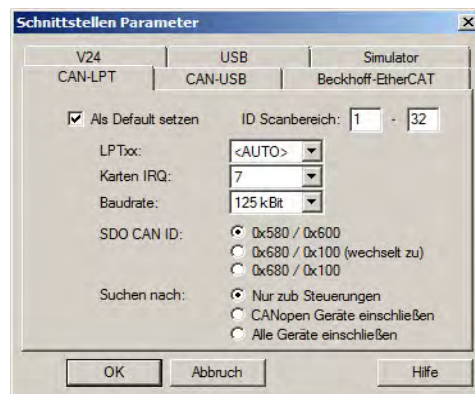 Schnittstellen Parameter
V24 USB Simulator
CAN-LPT CAN-USB Beckhoff-EtherCAT
Als Default setzen ID Scanbereich: 1 - 32
LPTxx: <AUTO>
Karten IRQ: 7
Baudrate: 125 kBit
SDO CAN ID: 0x580 / 0x600
0x680 / 0x100 (wechselt zu)
0x680 / 0x100
Suchen nach: Nur zub Steuerungen
CANopen Geräte einschließen
Alle Geräte einschließen
OK Abbruch Hilfe